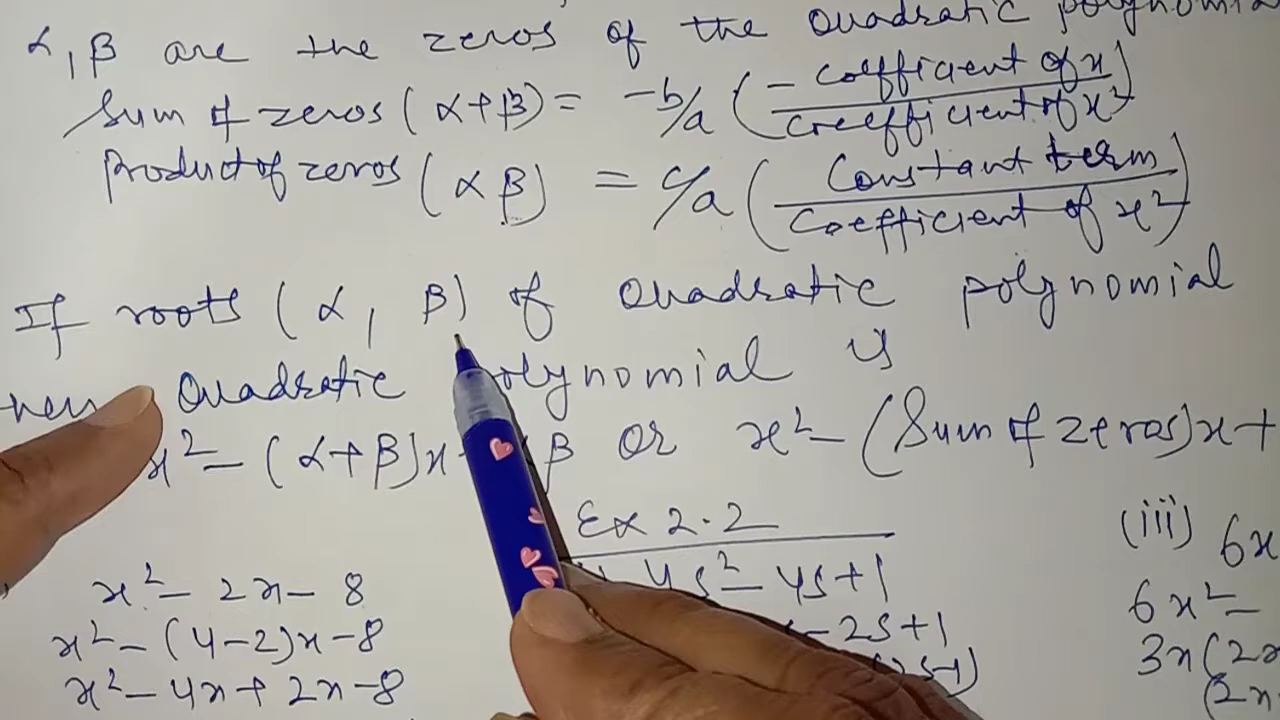 α, β are the zeros of the Quadratic polynomial
Sum of zeros (α+β) = -b/a (- coefficient of x / coefficient of x²)
Product of zeros (αβ) = c/a (Constant term / Coefficient of x²)
If roots (α, β) of Quadratic polynomial
Quadratic polynomial is
x² - (α+β)x β or x² - (Sum of zeros)x +
Ex 2.2
(iii) 6x
x² - 2x - 8
4s² - 4s + 1
6x² -
x² - (4-2)x - 8
- 2s + 1
3x(2x
x² - 4x + 2x - 8
(2x